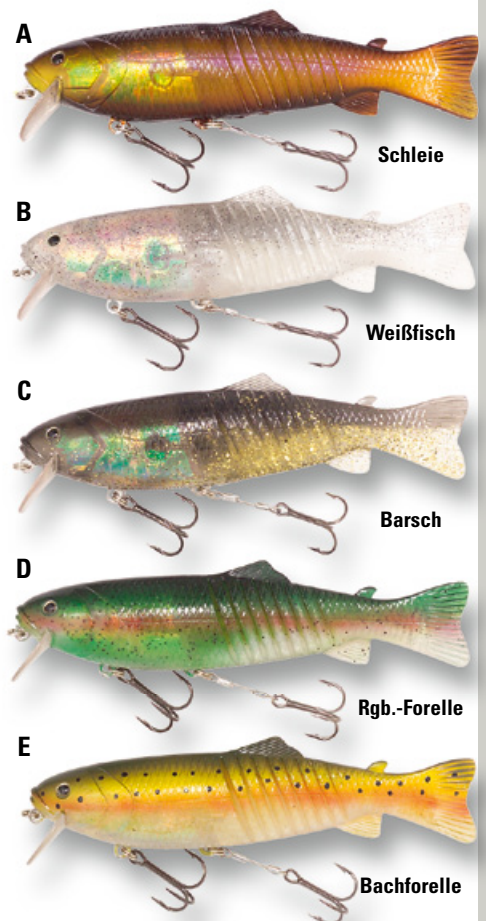 A
Schleie
B
Weißfisch
C
Barsch
D
Rgb.-Forelle
E
Bachforelle